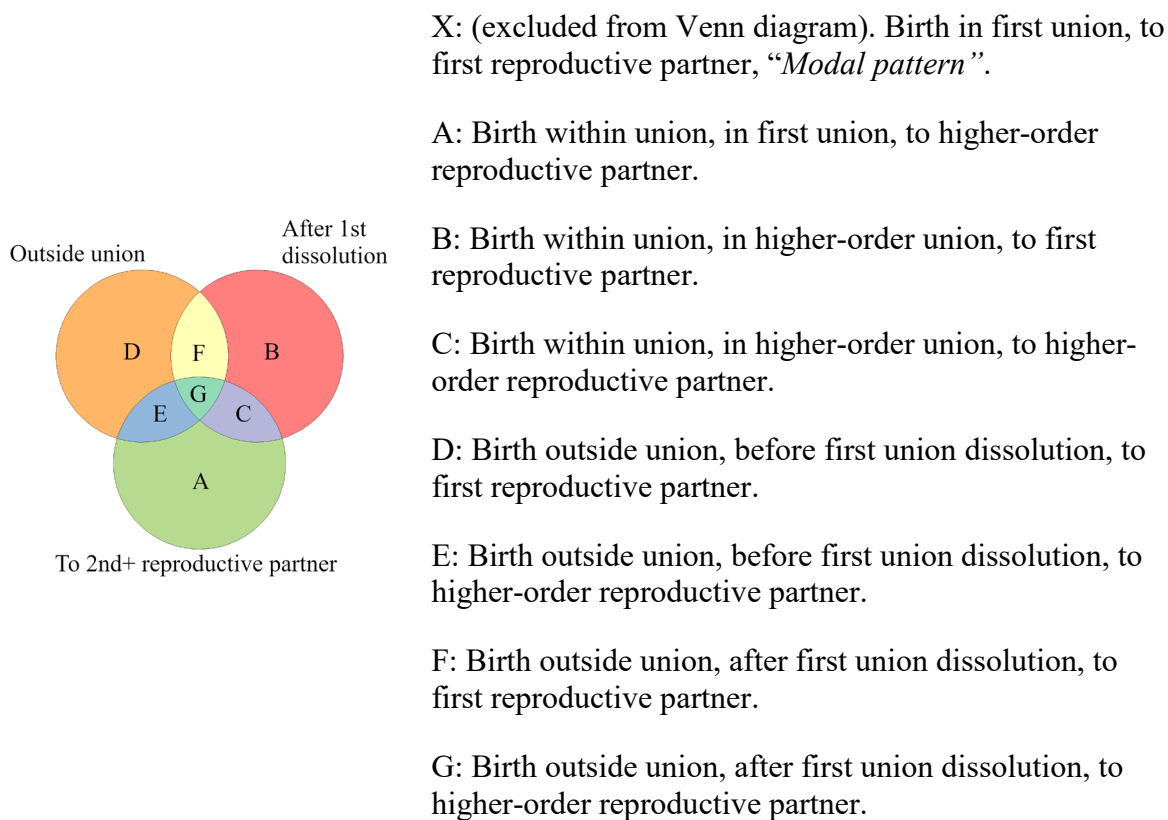 X: (excluded from Venn diagram). Birth in first union, to
first reproductive partner, “Modal pattern”.
A: Birth within union, in first union, to higher-order
reproductive partner.
B: Birth within union, in higher-order union, to first
reproductive partner.
C: Birth within union, in higher-order union, to higher-
order reproductive partner.
D: Birth outside union, before first union dissolution, to
first reproductive partner.
E: Birth outside union, before first union dissolution, to
higher-order reproductive partner.
F: Birth outside union, after first union dissolution, to
first reproductive partner.
G: Birth outside union, after first union dissolution, to
higher-order reproductive partner.
Outside union
After 1st
dissolution
D
F
B
G
E
C
A
To 2nd+ reproductive partner